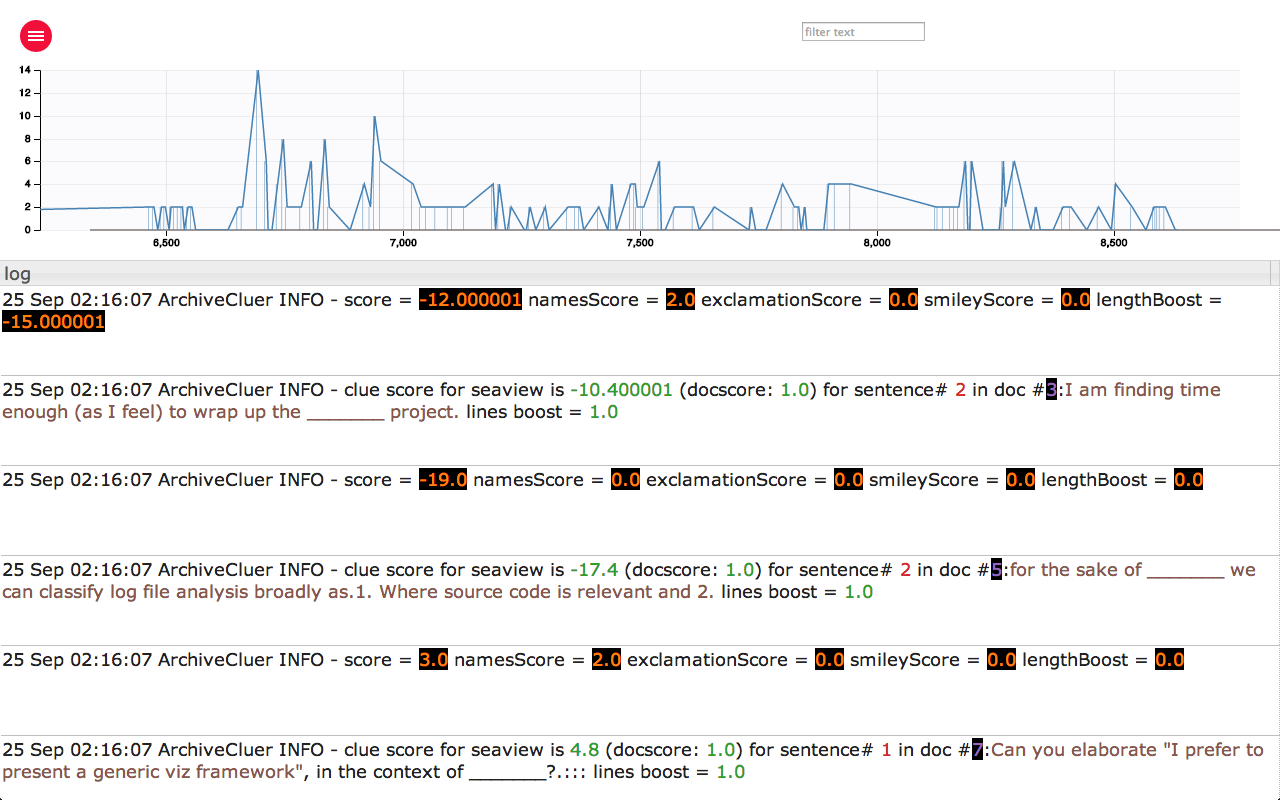 filter text
14
12
10
8
6
4
2
0
6,500 7,000 7,500 8,000 8,500
log
25 Sep 02:16:07 ArchiveCluer INFO - score = -12.000001 namesScore = 2.0 exclamationScore = 0.0 smileyScore = 0.0 lengthBoost =
-15.000001
25 Sep 02:16:07 ArchiveCluer INFO - clue score for seaview is -10.400001 (docscore: 1.0) for sentence# 2 in doc #3:I am finding time
enough (as I feel) to wrap up the _______ project. lines boost = 1.0
25 Sep 02:16:07 ArchiveCluer INFO - score = -19.0 namesScore = 0.0 exclamationScore = 0.0 smileyScore = 0.0 lengthBoost = 0.0
25 Sep 02:16:07 ArchiveCluer INFO - clue score for seaview is -17.4 (docscore: 1.0) for sentence# 2 in doc #5:for the sake of _______ we
can classify log file analysis broadly as.1. Where source code is relevant and 2. lines boost = 1.0
25 Sep 02:16:07 ArchiveCluer INFO - score = 3.0 namesScore = 2.0 exclamationScore = 0.0 smileyScore = 0.0 lengthBoost = 0.0
25 Sep 02:16:07 ArchiveCluer INFO - clue score for seaview is 4.8 (docscore: 1.0) for sentence# 1 in doc #7:Can you elaborate "I prefer to
present a generic viz framework", in the context of _______?.::: lines boost = 1.0